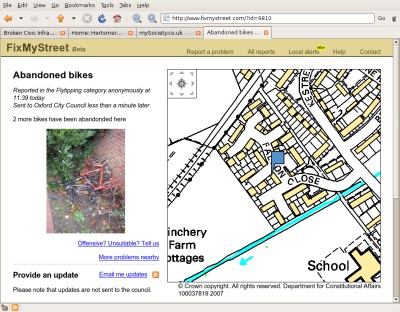 File Edit View Go Bookmarks Tools Tabs Help
http://www.fixmystreet.com/?id=9810
Go
Broken Civic Infra... Home: Hertsmer... mySociety.co.uk Abandoned bikes ...
FixMyStreet Beta
Report a problem All reports Local alerts NEW Help Contact
Abandoned bikes
Reported in the Flytipping category anonymously at
11:39 today
Sent to Oxford City Council less than a minute later
2 more bikes have been abandoned here
Offensive? Unsuitable? Tell us
More problems nearby
Provide an update Email me updates
Please note that updates are not sent to the council.
CLOSE
inchery
Farm
ottages
School
© Crown copyright. All rights reserved. Department for Constitutional Affairs
100037819 2007